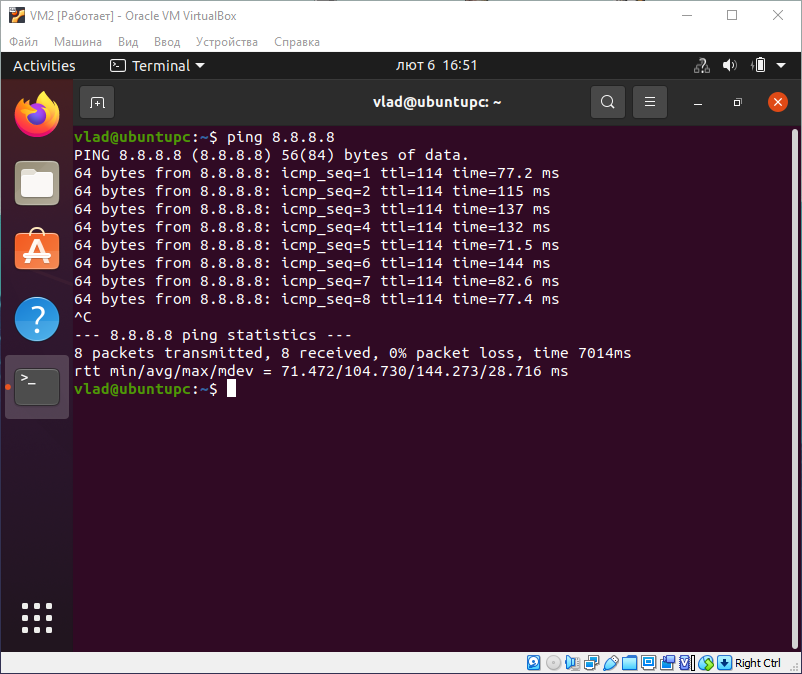 VM2 [Работает] - Oracle VM VirtualBox
Файл Машина Вид Ввод Устройства Справка
Activities Terminal лют 6 16:51
vlad@ubuntupc: ~
vlad@ubuntupc:~$ ping 8.8.8.8
PING 8.8.8.8 (8.8.8.8) 56(84) bytes of data.
64 bytes from 8.8.8.8: icmp_seq=1 ttl=114 time=77.2 ms
64 bytes from 8.8.8.8: icmp_seq=2 ttl=114 time=115 ms
64 bytes from 8.8.8.8: icmp_seq=3 ttl=114 time=137 ms
64 bytes from 8.8.8.8: icmp_seq=4 ttl=114 time=132 ms
64 bytes from 8.8.8.8: icmp_seq=5 ttl=114 time=71.5 ms
64 bytes from 8.8.8.8: icmp_seq=6 ttl=114 time=144 ms
64 bytes from 8.8.8.8: icmp_seq=7 ttl=114 time=82.6 ms
64 bytes from 8.8.8.8: icmp_seq=8 ttl=114 time=77.4 ms
^C
--- 8.8.8.8 ping statistics ---
8 packets transmitted, 8 received, 0% packet loss, time 7014ms
rtt min/avg/max/mdev = 71.472/104.730/144.273/28.716 ms
vlad@ubuntupc:~$
Right Ctrl